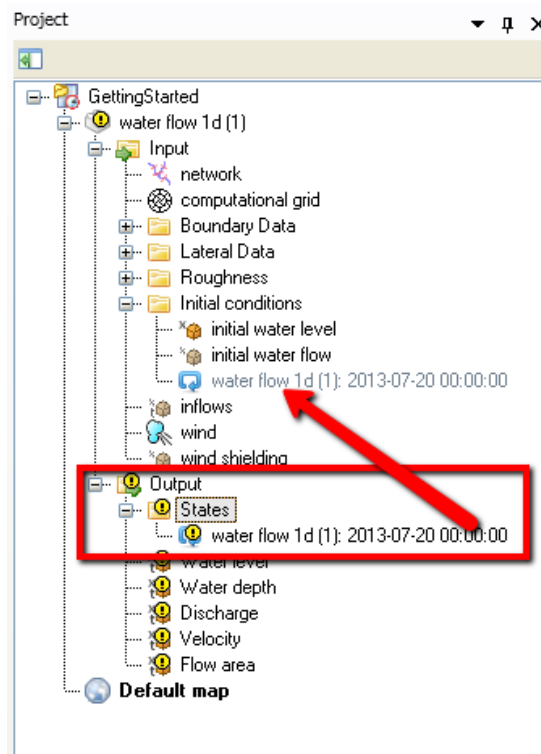 Project
GettingStarted
water flow 1d (1)
Input
network
computational grid
Boundary Data
Lateral Data
Roughness
Initial conditions
initial water level
initial water flow
water flow 1d (1): 2013-07-20 00:00:00
inflows
wind
wind shielding
Output
States
water flow 1d (1): 2013-07-20 00:00:00
Water level
Water depth
Discharge
Velocity
Flow area
Default map